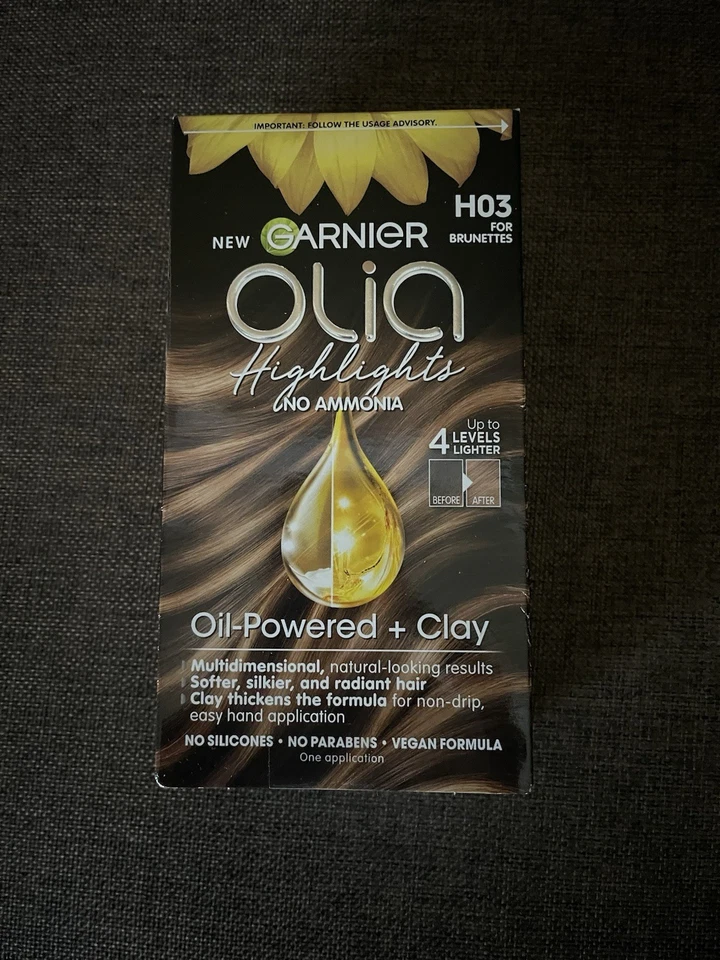 IMPORTANT: FOLLOW THE USAGE ADVISORY.
H03
FOR
BRUNETTES
NEW GARNIER
OLIA
Highlights
NO AMMONIA
Up to
4 LEVELS
LIGHTER
BEFORE AFTER
Oil-Powered + Clay
Multidimensional, natural-looking results
Softer, silkier, and radiant hair
Clay thickens the formula for non-drip,
easy hand application
NO SILICONES • NO PARABENS • VEGAN FORMULA
One application